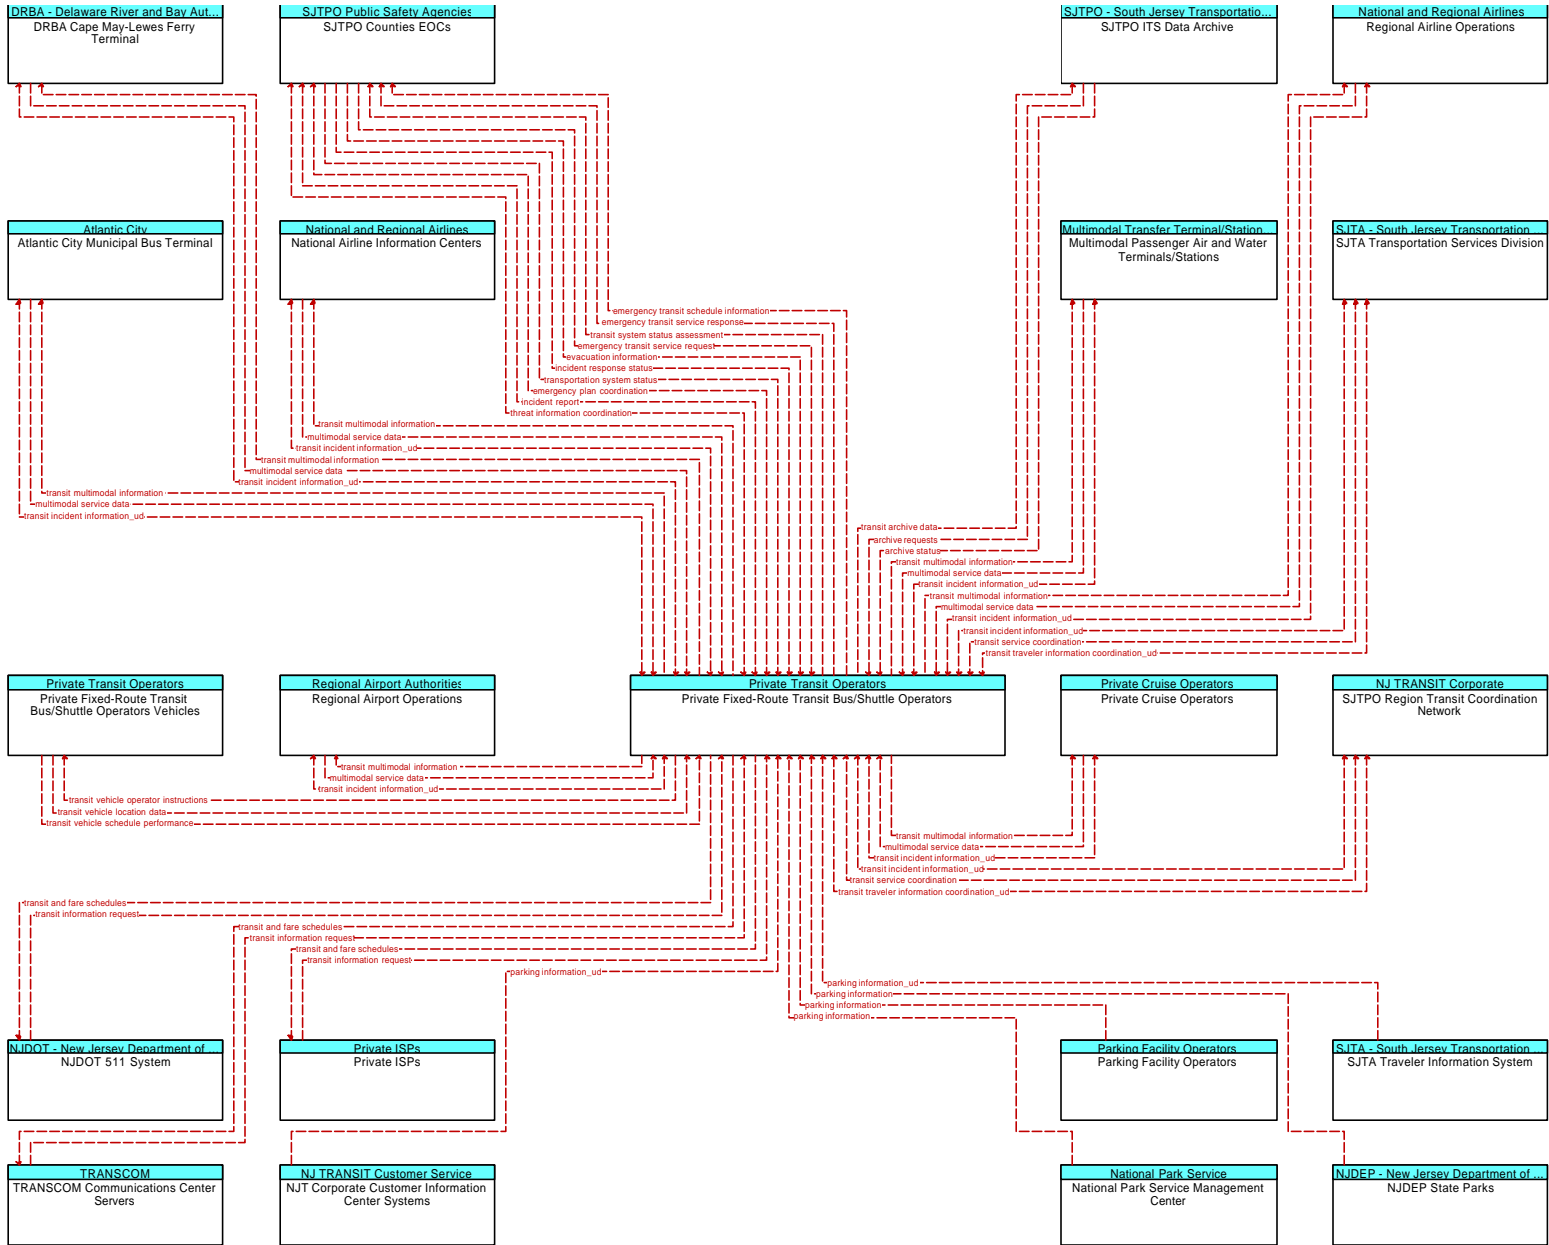 DRBA - Delaware River and Bay Aut...
DRBA Cape May-Lewes Ferry
Terminal
SJTPO Public Safety Agencies
SJTPO Counties EOCs
SJTPO - South Jersey Transportatio...
SJTPO ITS Data Archive
National and Regional Airlines
Regional Airline Operations
Atlantic City
Atlantic City Municipal Bus Terminal
National and Regional Airlines
National Airline Information Centers
Multimodal Transfer Terminal/Station...
Multimodal Passenger Air and Water
Terminals/Stations
SJTA - South Jersey Transportation ...
SJTA Transportation Services Division
emergency transit schedule information
emergency transit service response
transit system status assessment
emergency transit service request
evacuation information
incident response status
transportation system status
emergency plan coordination
incident report
threat information coordination
transit multimodal information
multimodal service data
transit incident information_ud
transit multimodal information
multimodal service data
transit incident information_ud
transit multimodal information
multimodal service data
transit incident information_ud
transit archive data
archive requests
archive status
transit multimodal information
multimodal service data
transit incident information_ud
transit multimodal information
multimodal service data
transit incident information_ud
transit incident information_ud
transit service coordination
transit traveler information coordination_ud
Private Transit Operators
Private Fixed-Route Transit
Bus/Shuttle Operators Vehicles
Regional Airport Authorities
Regional Airport Operations
Private Transit Operators
Private Fixed-Route Transit Bus/Shuttle Operators
Private Cruise Operators
Private Cruise Operators
NJ TRANSIT Corporate
SJTPO Region Transit Coordination
Network
transit multimodal information
multimodal service data
transit incident information_ud
transit vehicle operator instructions
transit vehicle location data
transit vehicle schedule performance
transit multimodal information
multimodal service data
transit incident information_ud
transit incident information_ud
transit service coordination
transit traveler information coordination_ud
transit and fare schedules
transit information request
transit and fare schedules
transit information request
transit and fare schedules
transit information request
parking information_ud
parking information_ud
parking information
parking information
parking information
NJDOT - New Jersey Department of ...
NJDOT 511 System
Private ISPs
Private ISPs
Parking Facility Operators
Parking Facility Operators
SJTA - South Jersey Transportation ...
SJTA Traveler Information System
TRANSCOM
TRANSCOM Communications Center
Servers
NJ TRANSIT Customer Service
NJT Corporate Customer Information
Center Systems
National Park Service
National Park Service Management
Center
NJDEP - New Jersey Department of ...
NJDEP State Parks